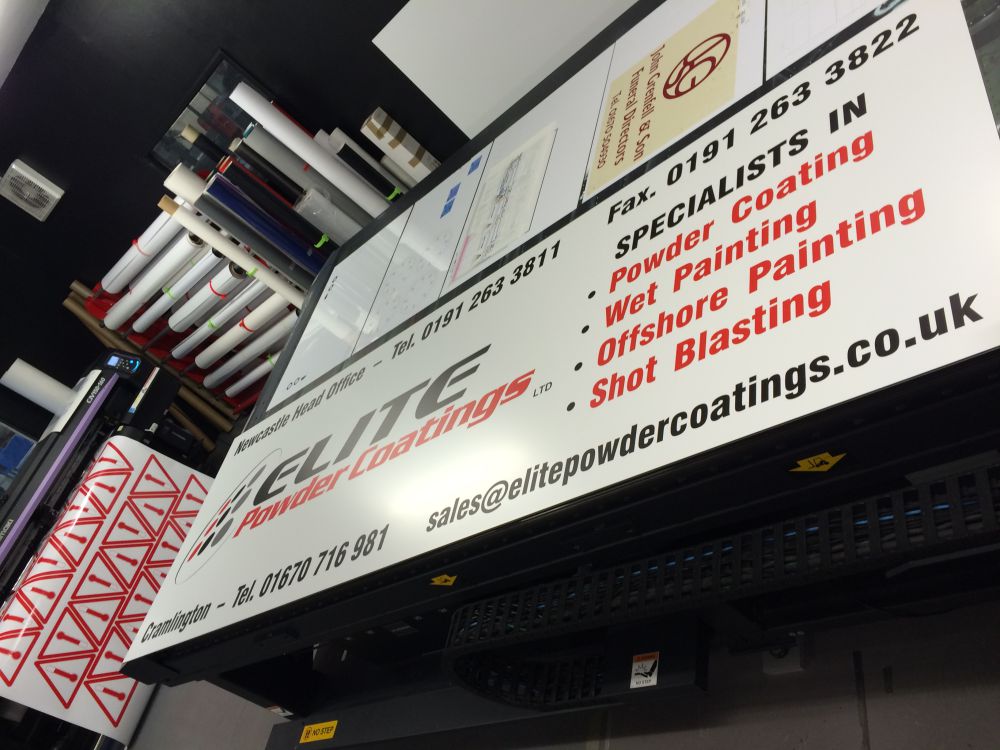 Newcastle Head Office - Tel. 0191 263 3811
Fax. 0191 263 3822
ELITE
Powder Coatings LTD
SPECIALISTS IN
• Powder Coating
• Wet Painting
• Offshore Painting
• Shot Blasting
Cramlington - Tel. 01670 716 981
sales@elitepowdercoatings.co.uk
John Grenfell & Son
Funeral Directors
NO STEP
NO STEP